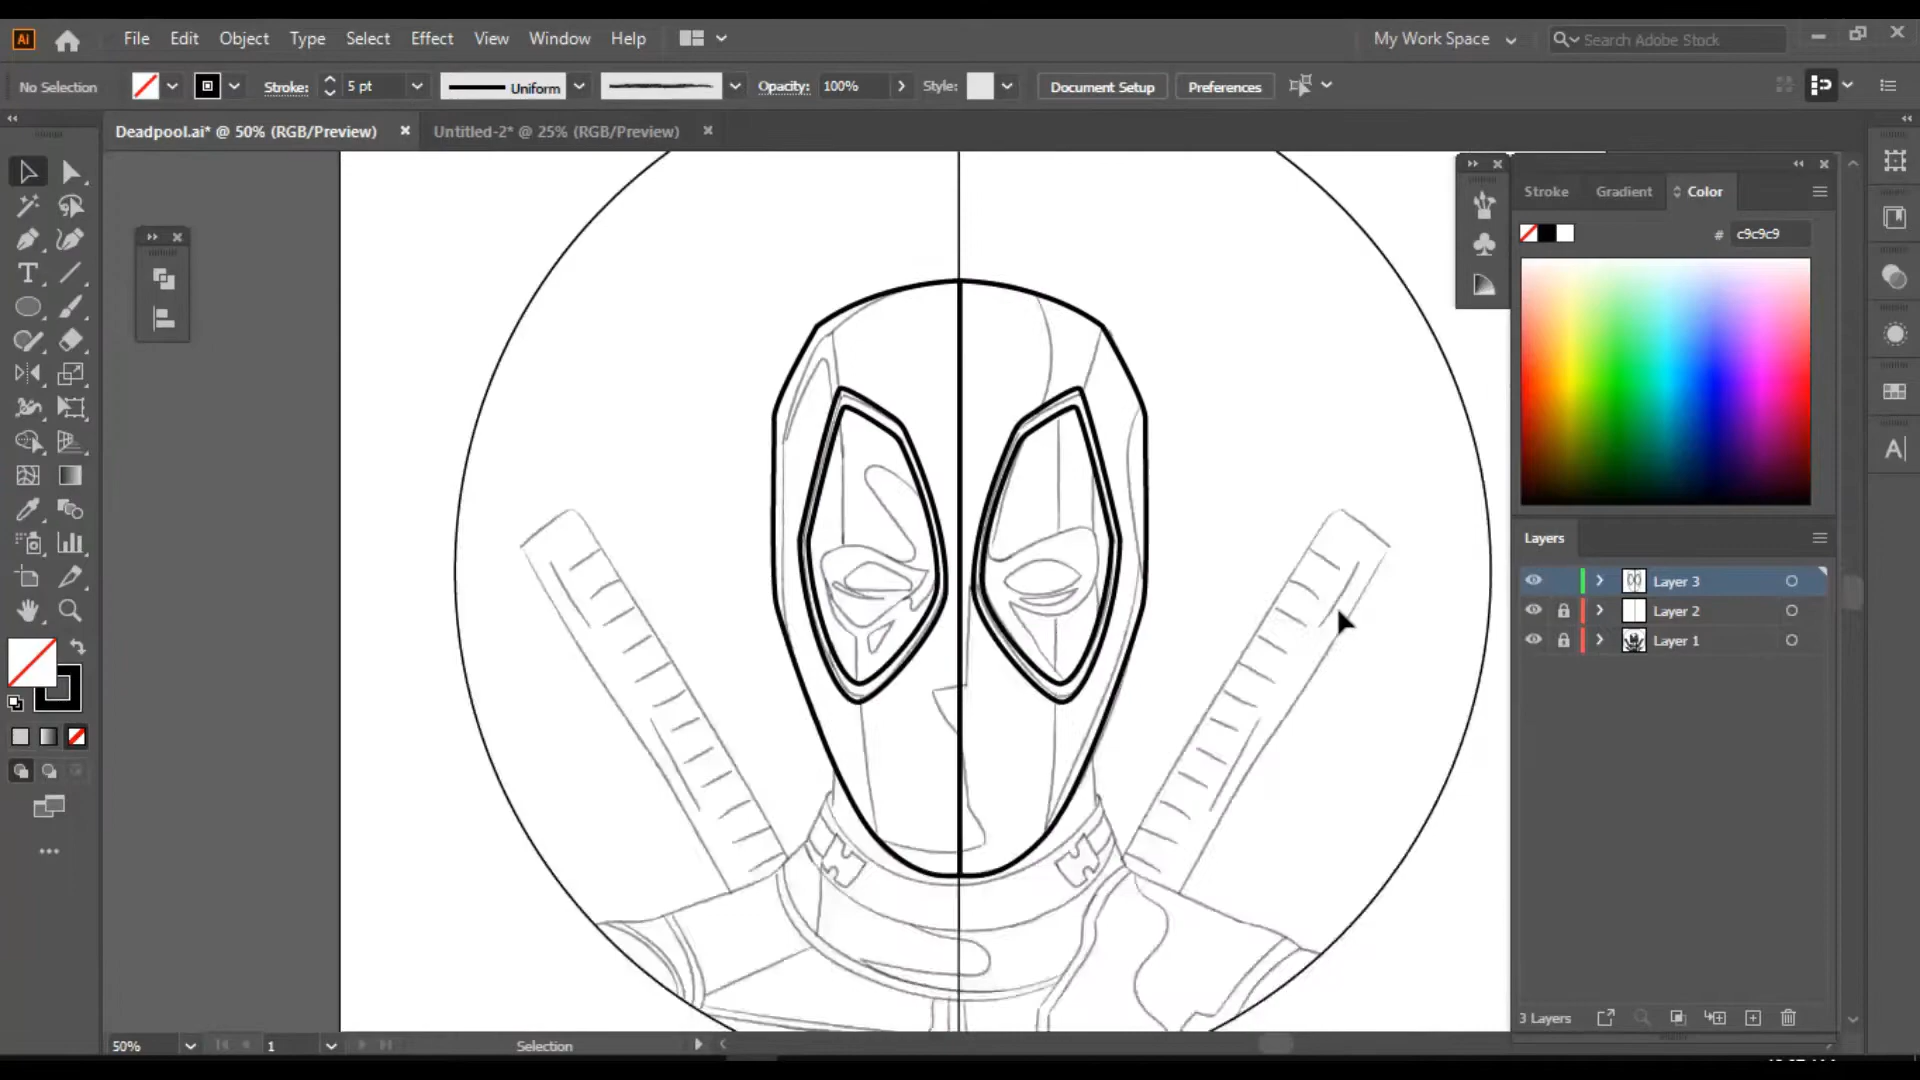 Ai File Edit Object Type Select Effect View Window Help My Work Space Search Adobe Stock
No Selection Stroke: 5 pt Uniform Opacity: 100% Style: Document Setup Preferences
Deadpool.ai* @ 50% (RGB/Preview) Untitled-2* @ 25% (RGB/Preview)
Stroke Gradient Color
# c9c9c9
Layers
Layer 3
Layer 2
Layer 1
3 Layers
50% 1 Selection